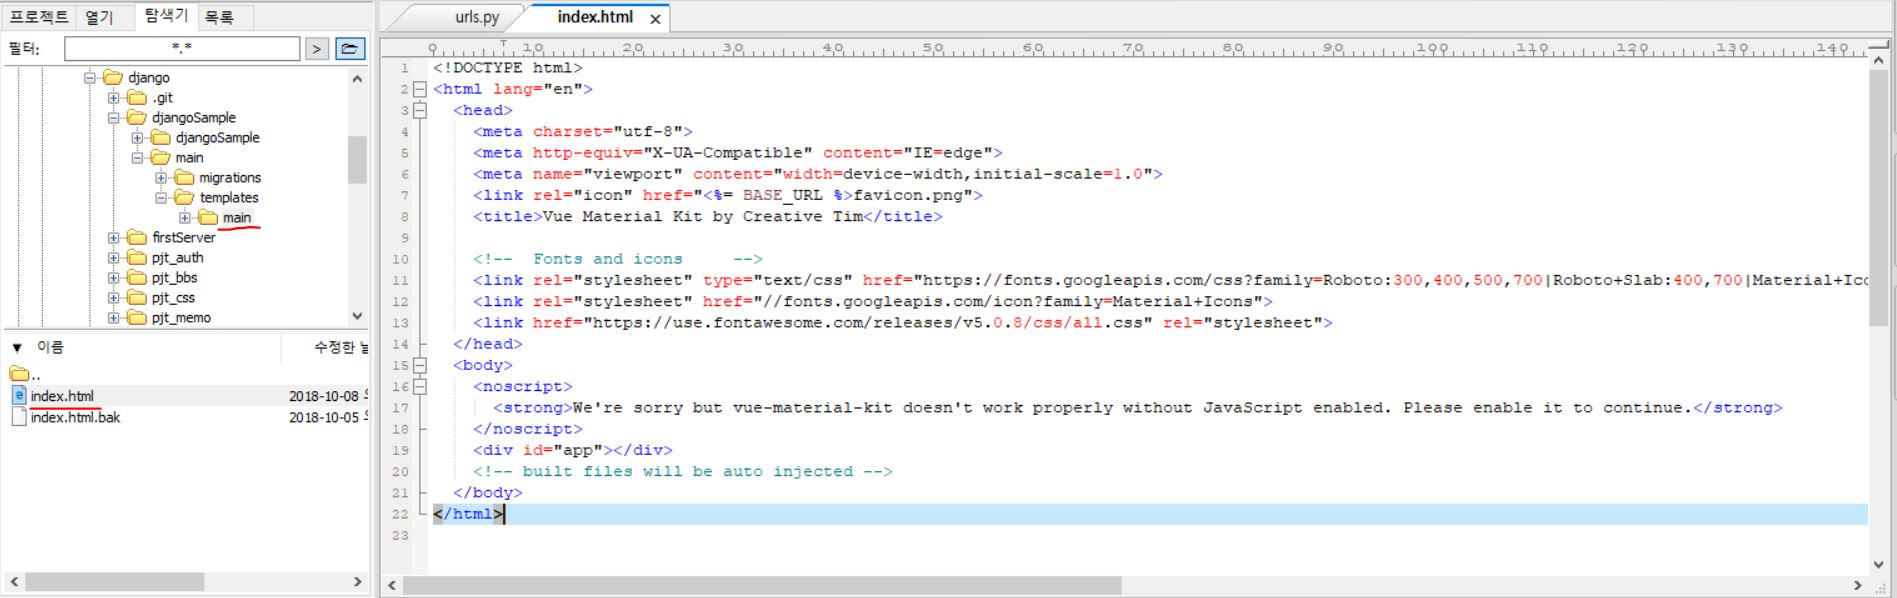 프로젝트 열기 탐색기 목록
필터: *.* >
django
.git
djangoSample
djangoSample
main
migrations
templates
main
firstServer
pjt_auth
pjt_bbs
pjt_css
pjt_memo
▼ 이름 수정한 날
..
index.html 2018-10-08
index.html.bak 2018-10-05
urls.py index.html ×
0 10 20 30 40 50 60 70 80 90 100 110 120 130 140
1 <!DOCTYPE html>
2 <html lang="en">
3 <head>
4 <meta charset="utf-8">
5 <meta http-equiv="X-UA-Compatible" content="IE=edge">
6 <meta name="viewport" content="width=device-width,initial-scale=1.0">
7 <link rel="icon" href="<%= BASE_URL %>favicon.png">
8 <title>Vue Material Kit by Creative Tim</title>
9
10 <!--  Fonts and icons     -->
11 <link rel="stylesheet" type="text/css" href="https://fonts.googleapis.com/css?family=Roboto:300,400,500,700|Roboto+Slab:400,700|Material+Ico
12 <link rel="stylesheet" href="//fonts.googleapis.com/icon?family=Material+Icons">
13 <link href="https://use.fontawesome.com/releases/v5.0.8/css/all.css" rel="stylesheet">
14 </head>
15 <body>
16 <noscript>
17 <strong>We're sorry but vue-material-kit doesn't work properly without JavaScript enabled. Please enable it to continue.</strong>
18 </noscript>
19 <div id="app"></div>
20 <!-- built files will be auto injected -->
21 </body>
22 </html>
23